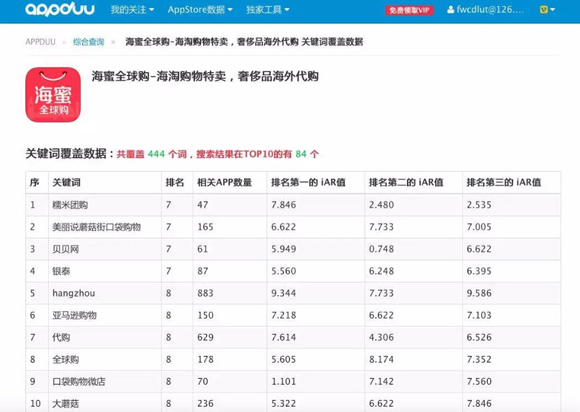 appduu 我的关注 AppStore数据 独家工具 免费领取VIP fwcdlut@126.... V
APPDUU » 综合查询 » 海蜜全球购-海淘购物特卖，奢侈品海外代购 关键词覆盖数据
海蜜
全球购
海蜜全球购-海淘购物特卖，奢侈品海外代购
关键词覆盖数据：共覆盖 444 个词，搜索结果在TOP10的有 84 个
序 关键词 排名 相关APP数量 排名第一的 iAR值 排名第二的 iAR值 排名第三的 iAR值
1 糯米团购 7 47 7.846 2.480 2.535
2 美丽说蘑菇街口袋购物 7 165 6.622 7.733 7.005
3 贝贝网 7 61 5.949 0.748 6.622
4 银泰 7 87 5.560 6.248 6.395
5 hangzhou 8 883 9.344 7.733 9.586
6 亚马逊购物 8 150 7.218 6.622 7.103
7 代购 8 629 7.614 4.306 6.526
8 全球购 8 178 5.605 8.174 7.352
9 口袋购物微店 8 70 1.101 7.142 7.560
10 大蘑菇 8 236 5.322 6.622 7.846